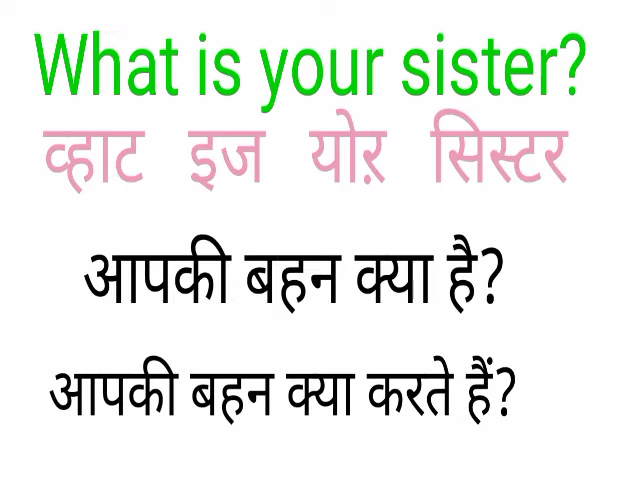 What is your sister?
व्हाट इज योऱ सिस्टर
आपकी बहन क्या है?
आपकी बहन क्या करते हैं?